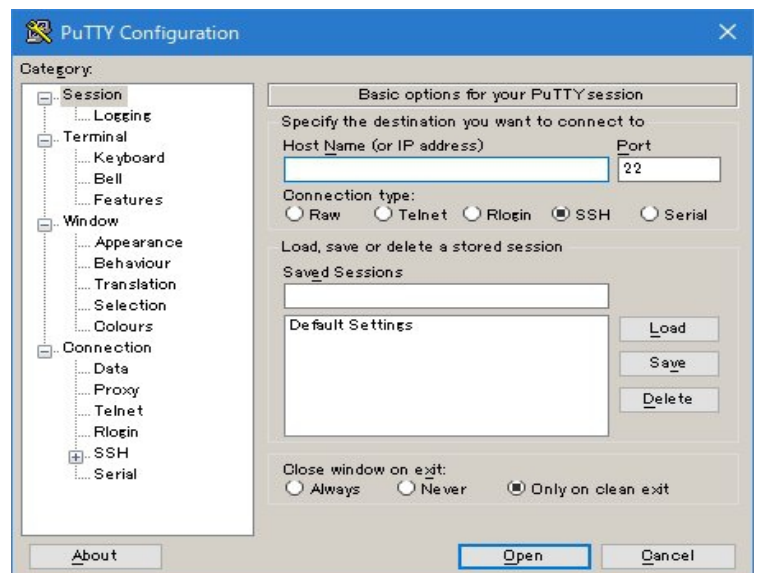 PuTTY Configuration
Category:
Session
Logging
Terminal
Keyboard
Bell
Features
Window
Appearance
Behaviour
Translation
Selection
Colours
Connection
Data
Proxy
Telnet
Rlogin
SSH
Serial
Basic options for your PuTTY session
Specify the destination you want to connect to
Host Name (or IP address) Port
22
Connection type:
Raw Telnet Rlogin SSH Serial
Load, save or delete a stored session
Saved Sessions
Default Settings
Load
Save
Delete
Close window on exit:
Always Never Only on clean exit
About Open Cancel